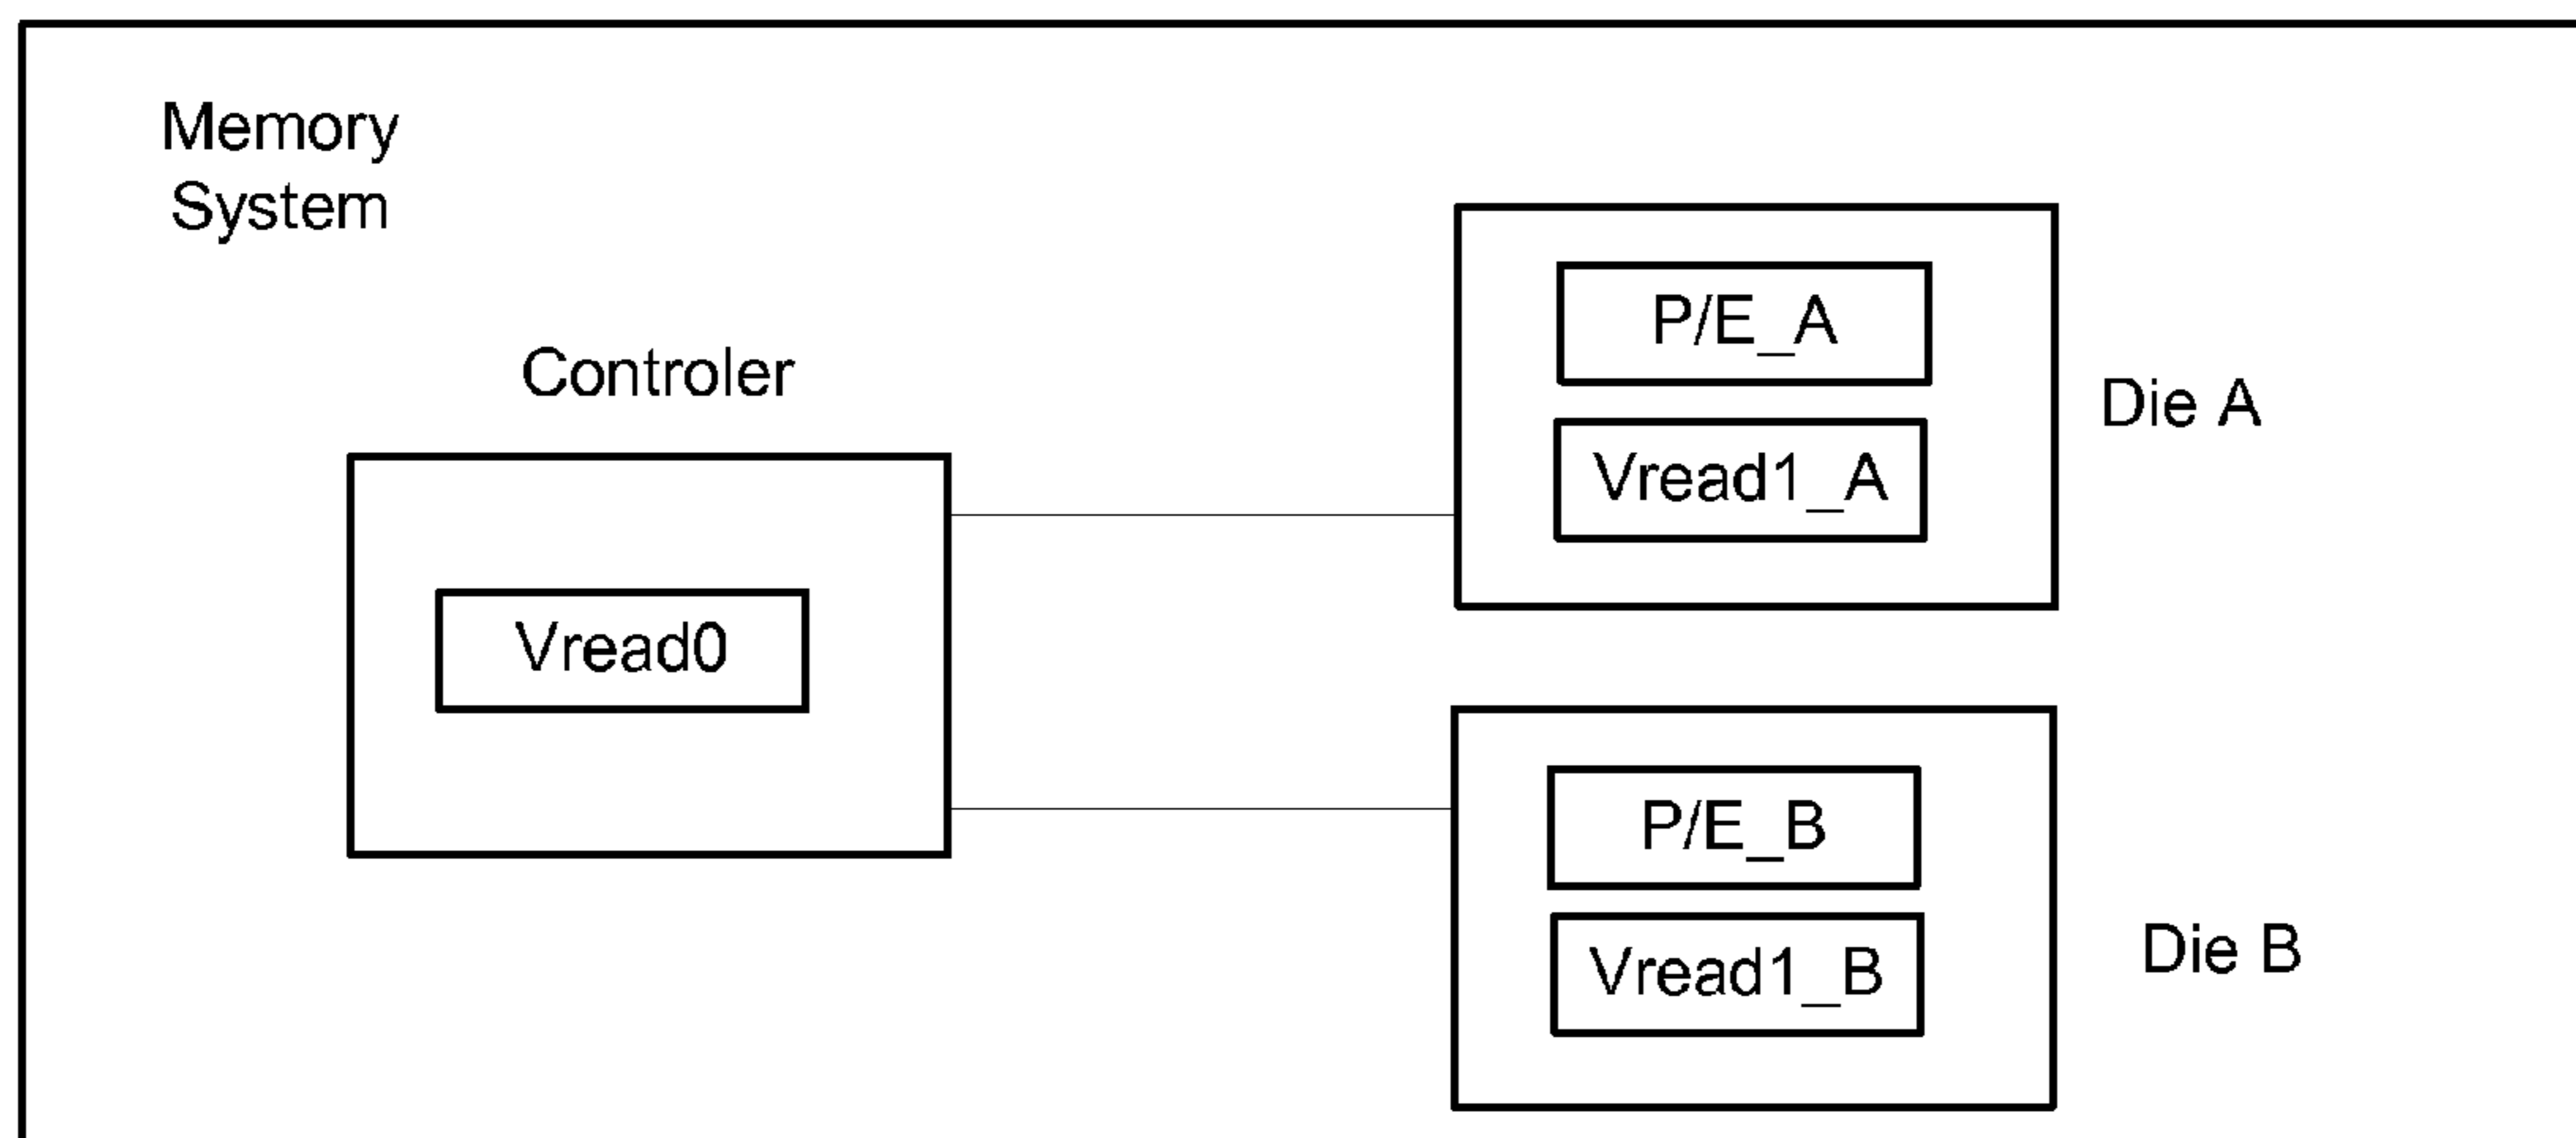 Memory
System
Controler
Vread0
P/E_A
Vread1_A
Die A
P/E_B
Vread1_B
Die B